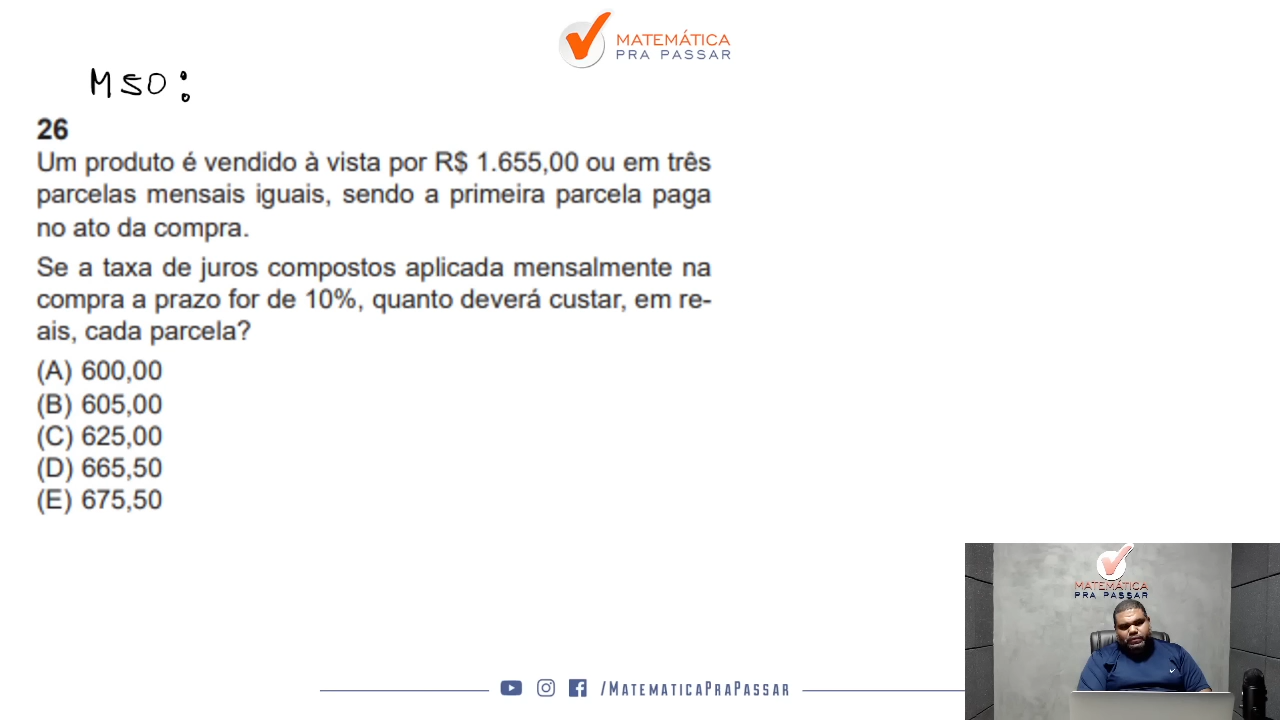 MATEMÁTICA
PRA PASSAR
M50:
26
Um produto é vendido à vista por R$ 1.655,00 ou em três
parcelas mensais iguais, sendo a primeira parcela paga
no ato da compra.
Se a taxa de juros compostos aplicada mensalmente na
compra a prazo for de 10%, quanto deverá custar, em re-
ais, cada parcela?
(A) 600,00
(B) 605,00
(C) 625,00
(D) 665,50
(E) 675,50
MATEMÁTICA
PRA PASSAR
/MATEMATICAPRAPASSAR